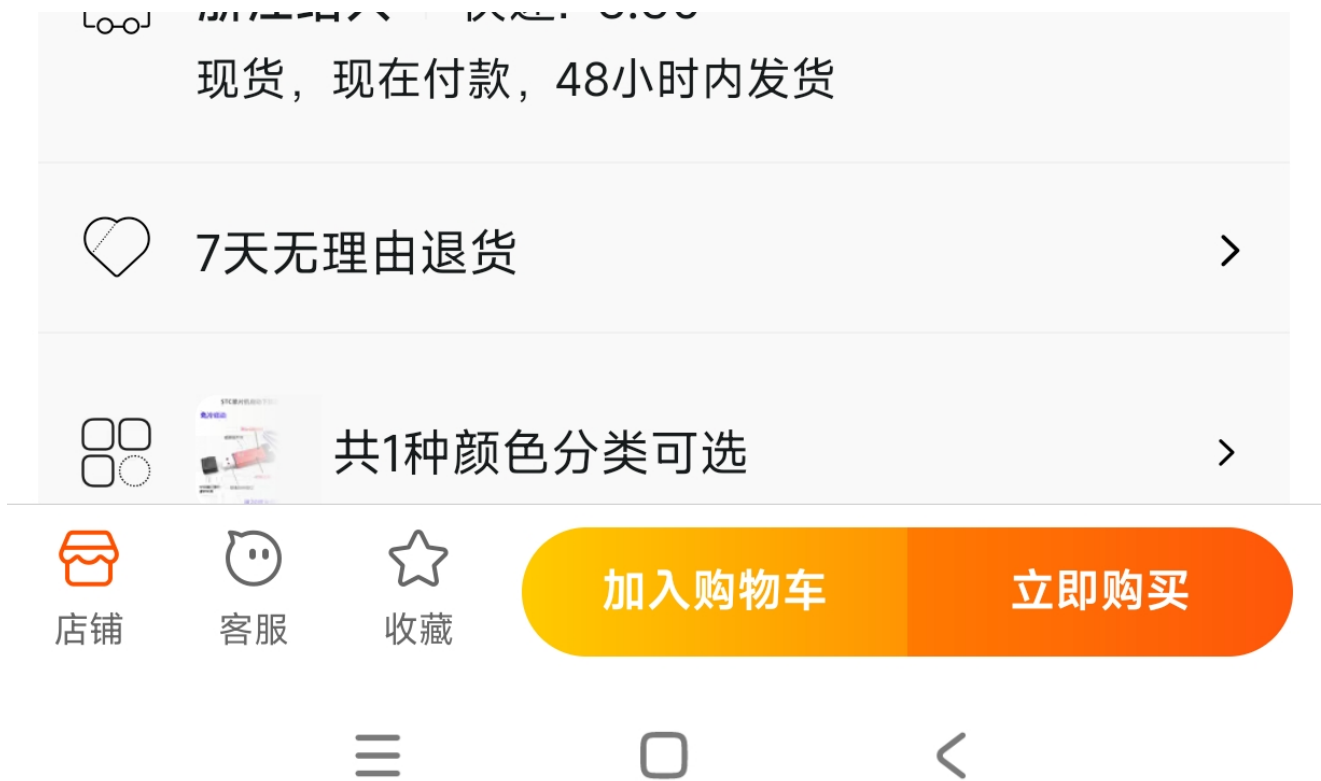 现货，现在付款，48小时内发货
7天无理由退货
共1种颜色分类可选
店铺
客服
收藏
加入购物车
立即购买